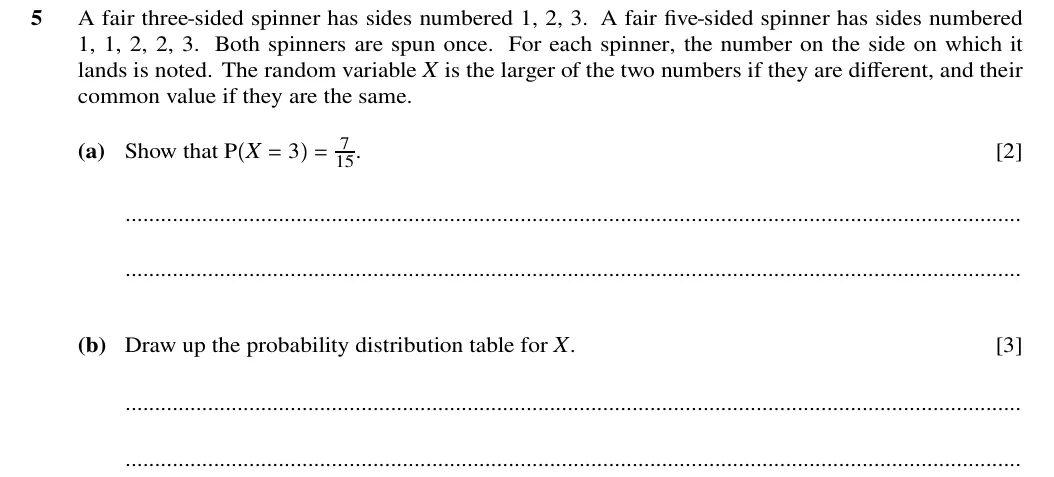 5 A fair three-sided spinner has sides numbered 1, 2, 3. A fair five-sided spinner has sides numbered
1, 1, 2, 2, 3. Both spinners are spun once. For each spinner, the number on the side on which it
lands is noted. The random variable X is the larger of the two numbers if they are different, and their
common value if they are the same.
(a) Show that P(X = 3) = 7/15. [2]
(b) Draw up the probability distribution table for X. [3]